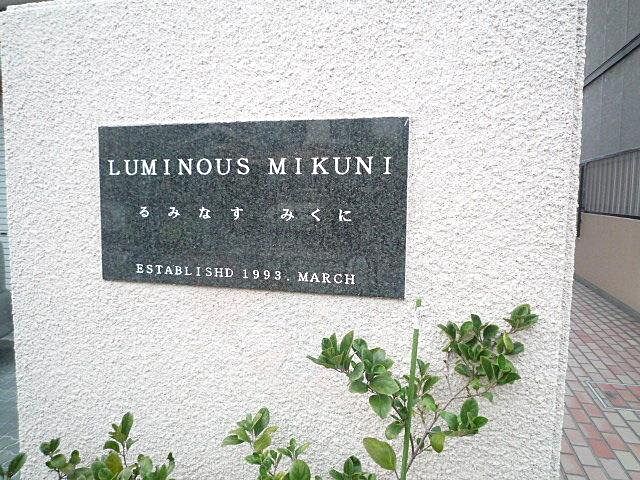 LUMINOUS MIKUNI
るみなす みくに
ESTABLISHD 1993. MARCH